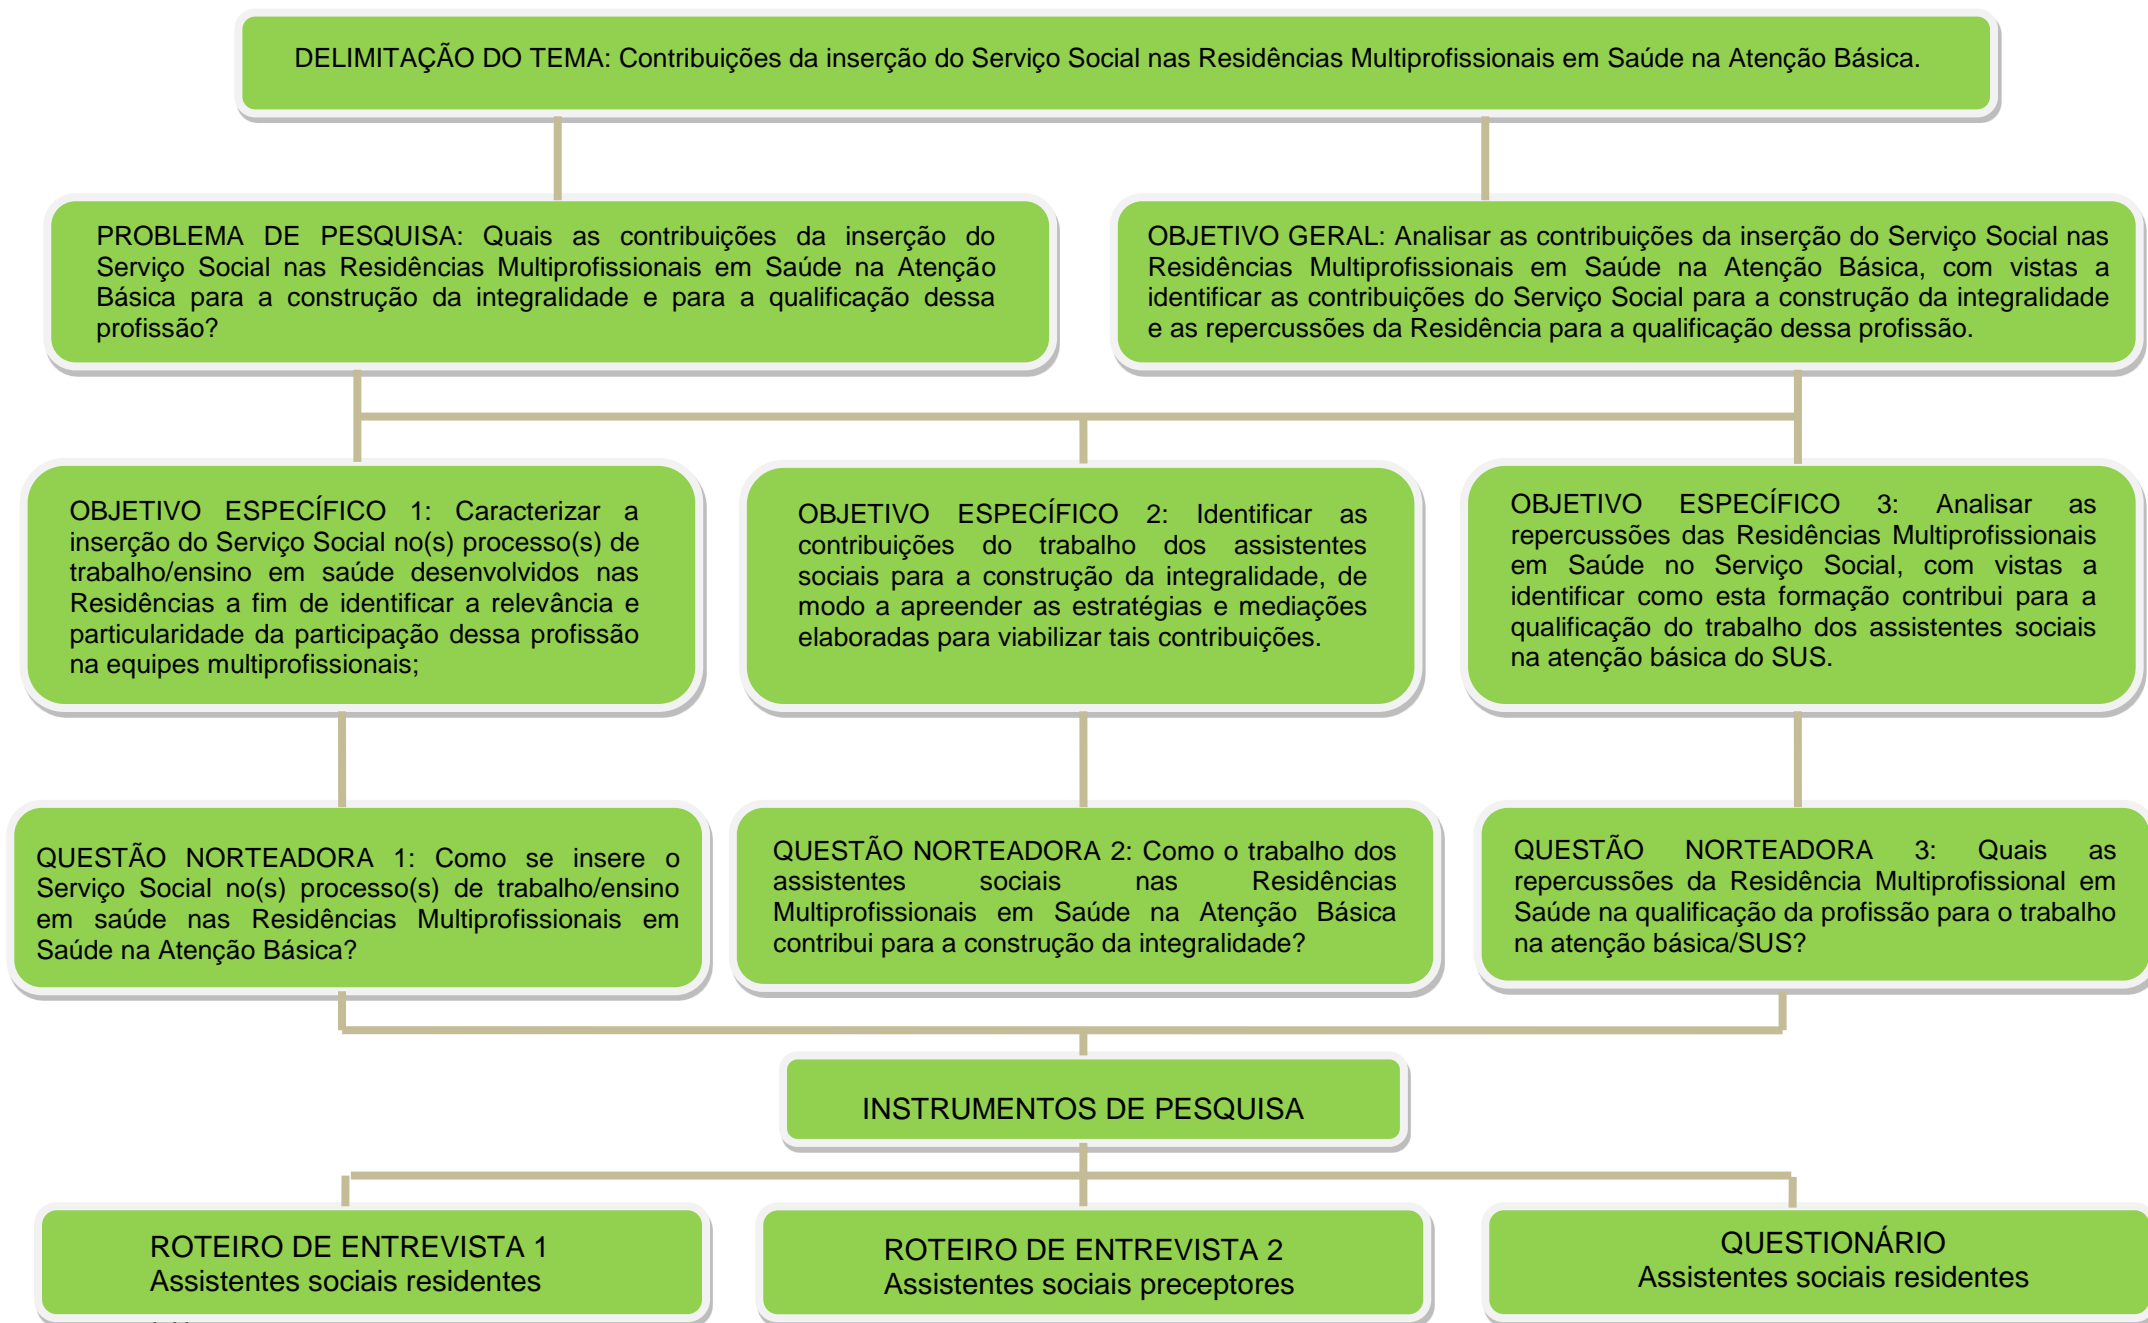 DELIMITAÇÃO DO TEMA: Contribuições da inserção do Serviço Social nas Residências Multiprofissionais em Saúde na Atenção Básica.
PROBLEMA DE PESQUISA: Quais as contribuições da inserção do
Serviço Social nas Residências Multiprofissionais em Saúde na Atenção
Básica para a construção da integralidade e para a qualificação dessa
profissão?
OBJETIVO GERAL: Analisar as contribuições da inserção do Serviço Social nas
Residências Multiprofissionais em Saúde na Atenção Básica, com vistas a
identificar as contribuições do Serviço Social para a construção da integralidade
e as repercussões da Residência para a qualificação dessa profissão.
OBJETIVO ESPECÍFICO 1: Caracterizar a
inserção do Serviço Social no(s) processo(s) de
trabalho/ensino em saúde desenvolvidos nas
Residências a fim de identificar a relevância e
particularidade da participação dessa profissão
na equipes multiprofissionais;
OBJETIVO ESPECÍFICO 2: Identificar as
contribuições do trabalho dos assistentes
sociais para a construção da integralidade, de
modo a apreender as estratégias e mediações
elaboradas para viabilizar tais contribuições.
OBJETIVO ESPECÍFICO 3: Analisar as
repercussões das Residências Multiprofissionais
em Saúde no Serviço Social, com vistas a
identificar como esta formação contribui para a
qualificação do trabalho dos assistentes sociais
na atenção básica do SUS.
QUESTÃO NORTEADORA 1: Como se insere o
Serviço Social no(s) processo(s) de trabalho/ensino
em saúde nas Residências Multiprofissionais em
Saúde na Atenção Básica?
QUESTÃO NORTEADORA 2: Como o trabalho dos
assistentes sociais nas Residências
Multiprofissionais em Saúde na Atenção Básica
contribui para a construção da integralidade?
QUESTÃO NORTEADORA 3: Quais as
repercussões da Residência Multiprofissional em
Saúde na qualificação da profissão para o trabalho
na atenção básica/SUS?
INSTRUMENTOS DE PESQUISA
ROTEIRO DE ENTREVISTA 1
Assistentes sociais residentes
ROTEIRO DE ENTREVISTA 2
Assistentes sociais preceptores
QUESTIONÁRIO
Assistentes sociais residentes